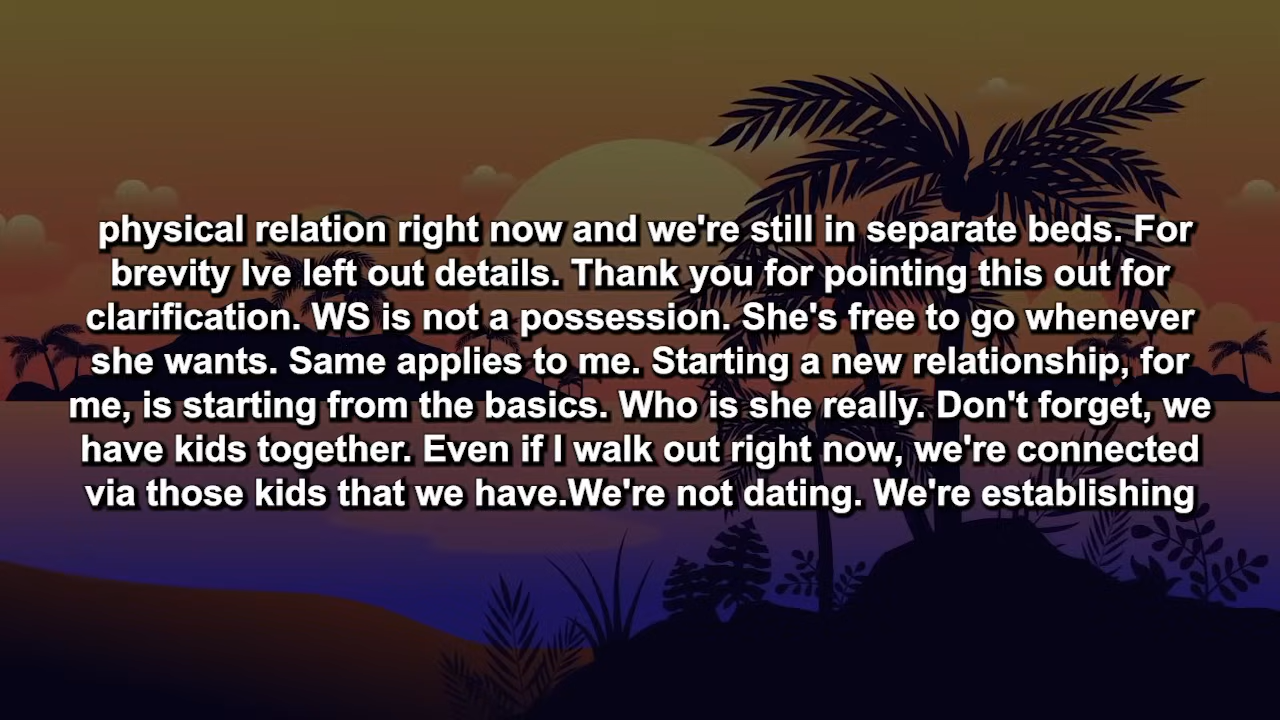 physical relation right now and we're still in separate beds. For
brevity Ive left out details. Thank you for pointing this out for
clarification. WS is not a possession. She's free to go whenever
she wants. Same applies to me. Starting a new relationship, for
me, is starting from the basics. Who is she really. Don't forget, we
have kids together. Even if I walk out right now, we're connected
via those kids that we have.We're not dating. We're establishing